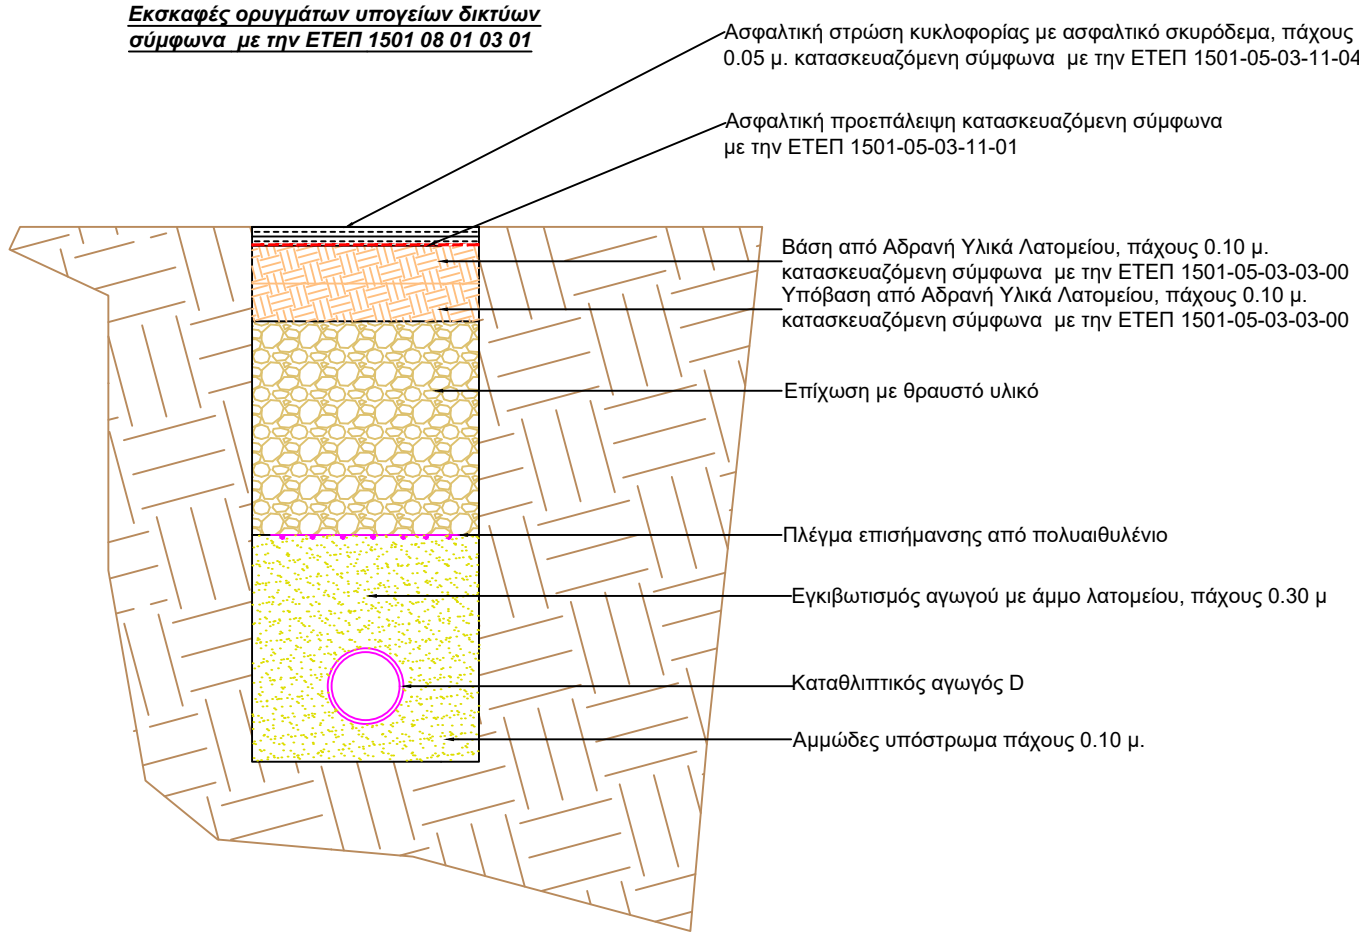 Εκσκαφές ορυγμάτων υπογείων δικτύων
σύμφωνα με την ΕΤΕΠ 1501 08 01 03 01
Ασφαλτική στρώση κυκλοφορίας με ασφαλτικό σκυρόδεμα, πάχους
0.05 μ. κατασκευαζόμενη σύμφωνα με την ΕΤΕΠ 1501-05-03-11-04
Ασφαλτική προεπάλειψη κατασκευαζόμενη σύμφωνα
με την ΕΤΕΠ 1501-05-03-11-01
Βάση από Αδρανή Υλικά Λατομείου, πάχους 0.10 μ.
κατασκευαζόμενη σύμφωνα με την ΕΤΕΠ 1501-05-03-03-00
Υπόβαση από Αδρανή Υλικά Λατομείου, πάχους 0.10 μ.
κατασκευαζόμενη σύμφωνα με την ΕΤΕΠ 1501-05-03-03-00
Επίχωση με θραυστό υλικό
Πλέγμα επισήμανσης από πολυαιθυλένιο
Εγκιβωτισμός αγωγού με άμμο λατομείου, πάχους 0.30 μ
Καταθλιπτικός αγωγός D
Αμμώδες υπόστρωμα πάχους 0.10 μ.